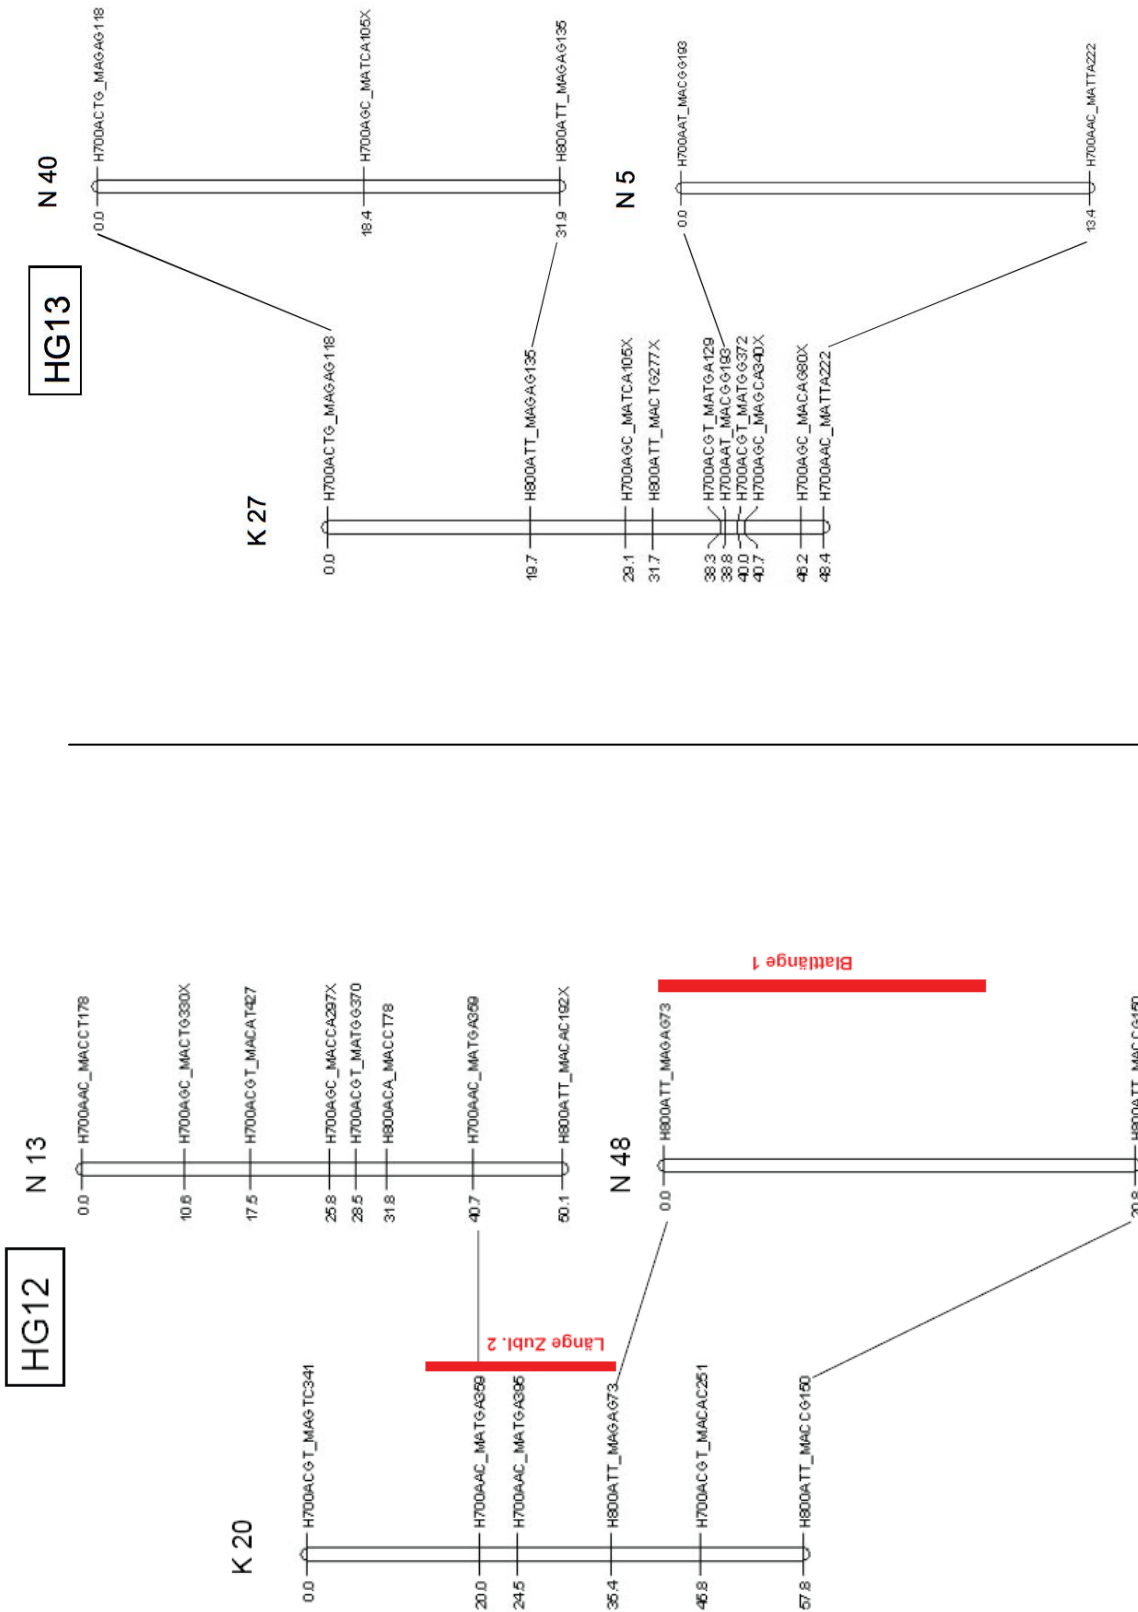 HG13
N 40
0.0 H700ACTG_MAGAG118
18.4 H700AGC_MATCA105X
31.9 H800ATT_MAGAG135
K 27
0.0 H700ACTG_MAGAG118
19.7 H800ATT_MAGAG135
29.1 H700AGC_MATCA105X
31.7 H800ATT_MACTG277X
38.3 H700ACGT_MATGA129
38.8 H700AAT_MACGG193
40.0 H700ACGT_MATGG372
40.7 H700AGC_MAGCA340X
46.2 H700AGC_MACAG80X
48.4 H700AAC_MATTA222
N 5
0.0 H700AAT_MACGG193
13.4 H700AAC_MATTA222
HG12
N 13
0.0 H700AAC_MACCT178
10.6 H700AGC_MACTG330X
17.5 H700ACGT_MACAT427
25.8 H700AGC_MACCA297X
28.5 H700ACGT_MATGG370
31.8 H800ACA_MACCT78
40.7 H700AAC_MATGA359
50.1 H800ATT_MACAC192X
K 20
0.0 H700ACGT_MAGTC341
20.0 H700AAC_MATGA359
24.5 H700AAC_MATGA395
35.4 H800ATT_MAGAG73
45.8 H700ACGT_MACAC251
57.8 H800ATT_MACCG150
Länge Zubl. 2
N 48
0.0 H800ATT_MAGAG73
20.8 H800ATT_MACCG150
Blattlänge 1